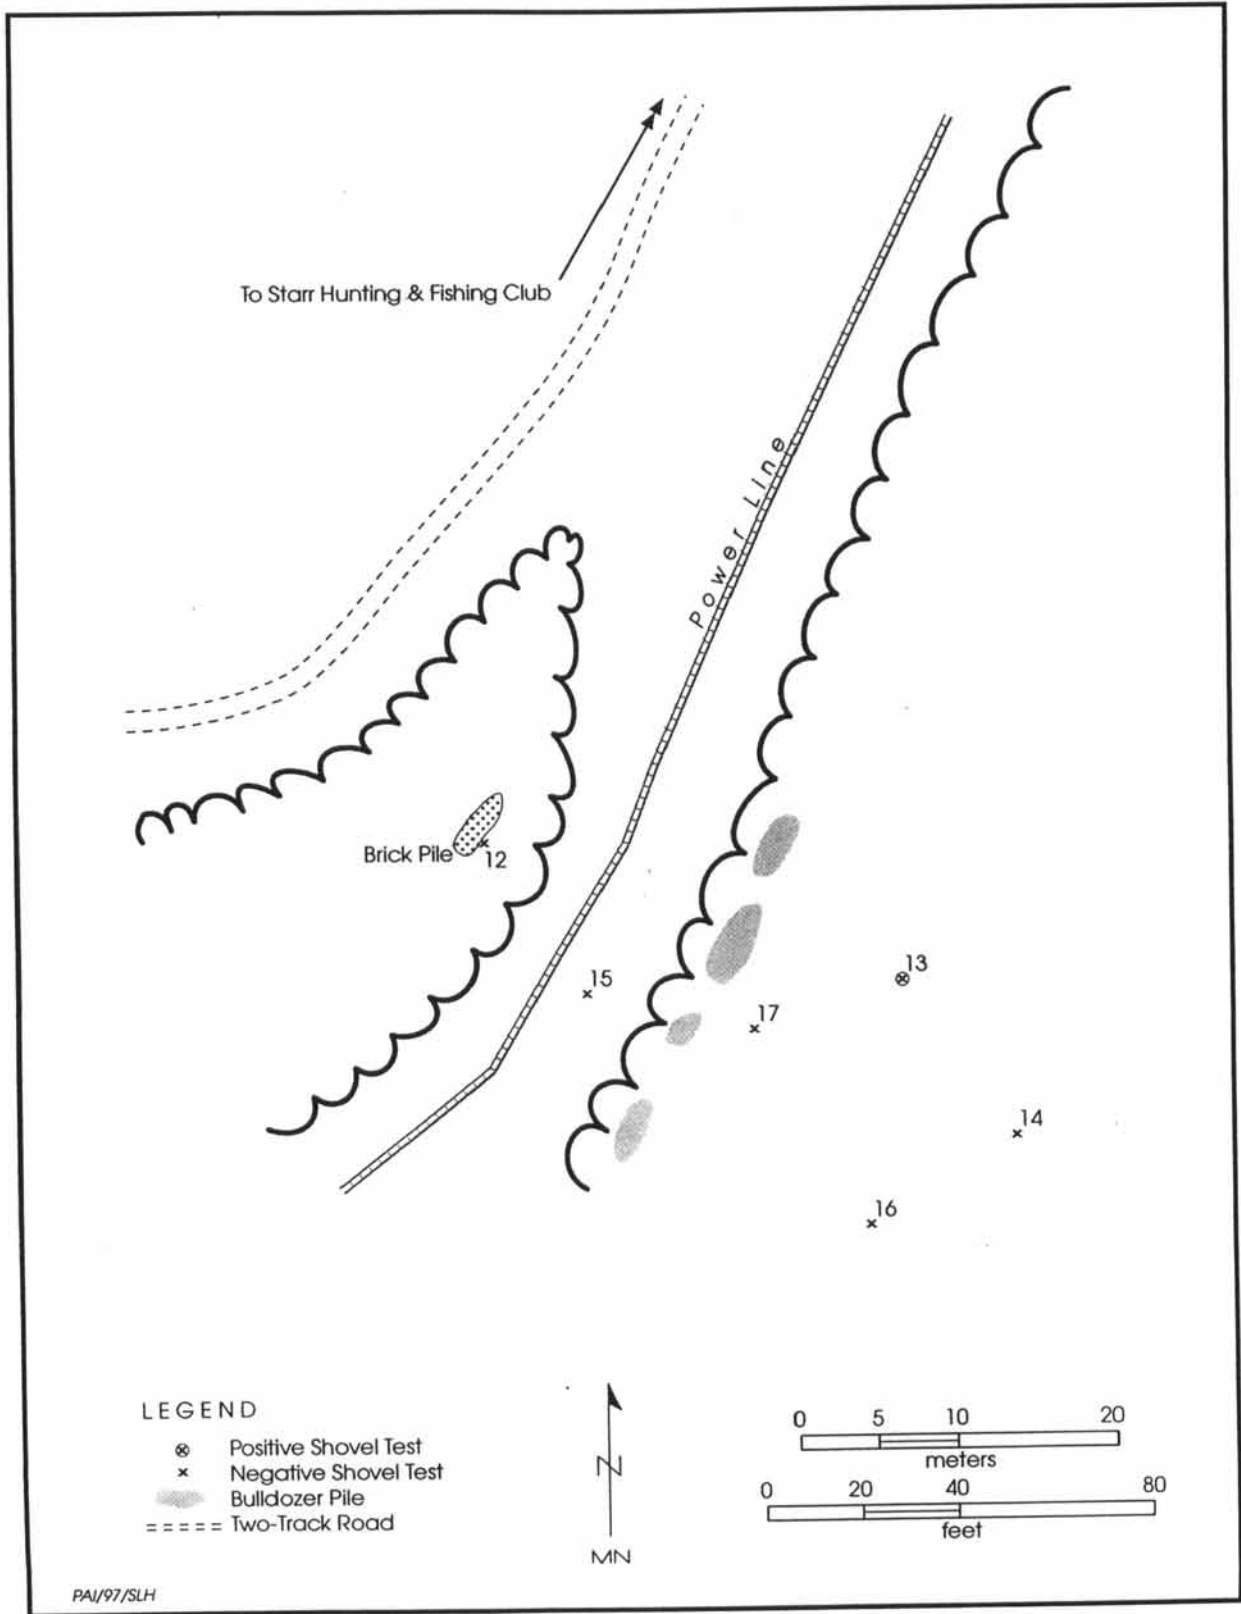 To Starr Hunting & Fishing Club
Power Line
Brick Pile
12
15
13
17
14
16
LEGEND
Positive Shovel Test
Negative Shovel Test
Bulldozer Pile
Two-Track Road
N
MN
0 5 10 20
meters
0 20 40 80
feet
PAI/97/SLH